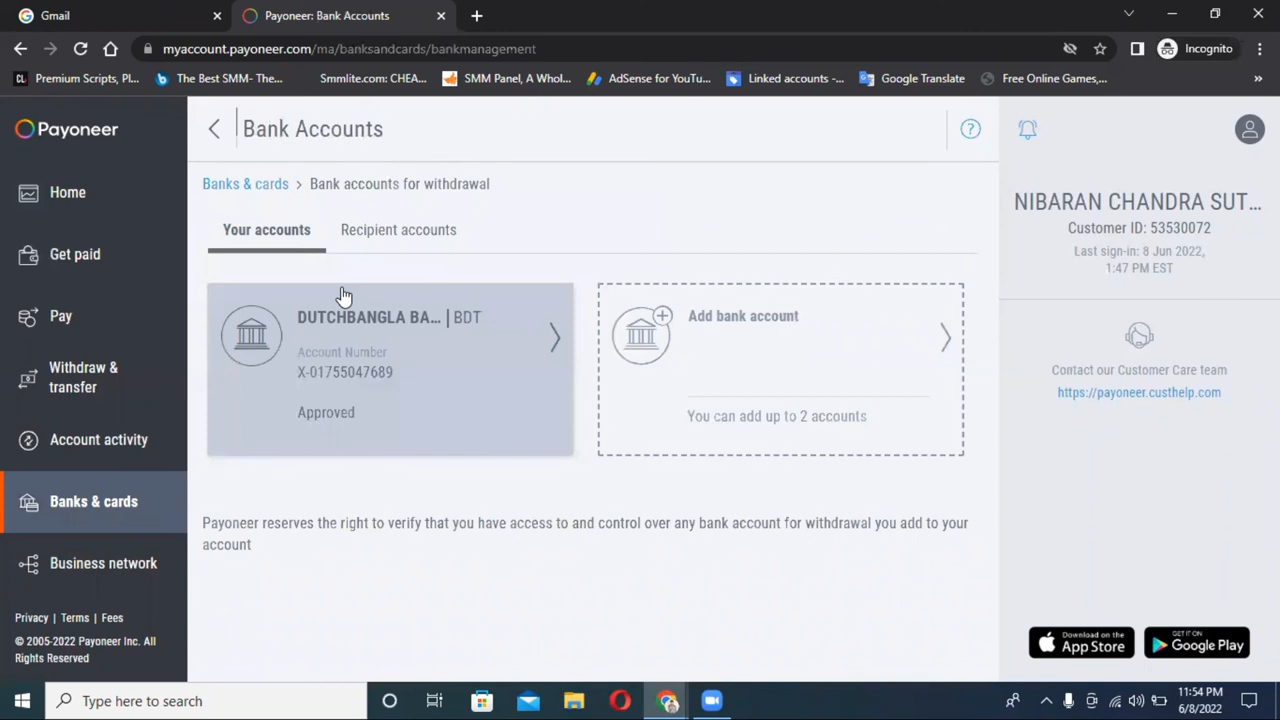 Gmail
Payoneer: Bank Accounts
myaccount.payoneer.com/ma/banksandcards/bankmanagement
Incognito
Premium Scripts, Pl...
The Best SMM- The...
Smmlite.com: CHEA...
SMM Panel, A Whol...
AdSense for YouTu...
Linked accounts -...
Google Translate
Free Online Games,...
Payoneer
Home
Get paid
Pay
Withdraw &
transfer
Account activity
Banks & cards
Business network
Privacy | Terms | Fees
© 2005-2022 Payoneer Inc. All
Rights Reserved
Bank Accounts
?
Banks & cards > Bank accounts for withdrawal
Your accounts
Recipient accounts
DUTCHBANGLA BA... | BDT
Account Number
X-01755047689
Approved
Add bank account
You can add up to 2 accounts
Payoneer reserves the right to verify that you have access to and control over any bank account for withdrawal you add to your
account
NIBARAN CHANDRA SUT...
Customer ID: 53530072
Last sign-in: 8 Jun 2022,
1:47 PM EST
Contact our Customer Care team
https://payoneer.custhelp.com
Download on the
App Store
GET IT ON
Google Play
Type here to search
11:54 PM
6/8/2022